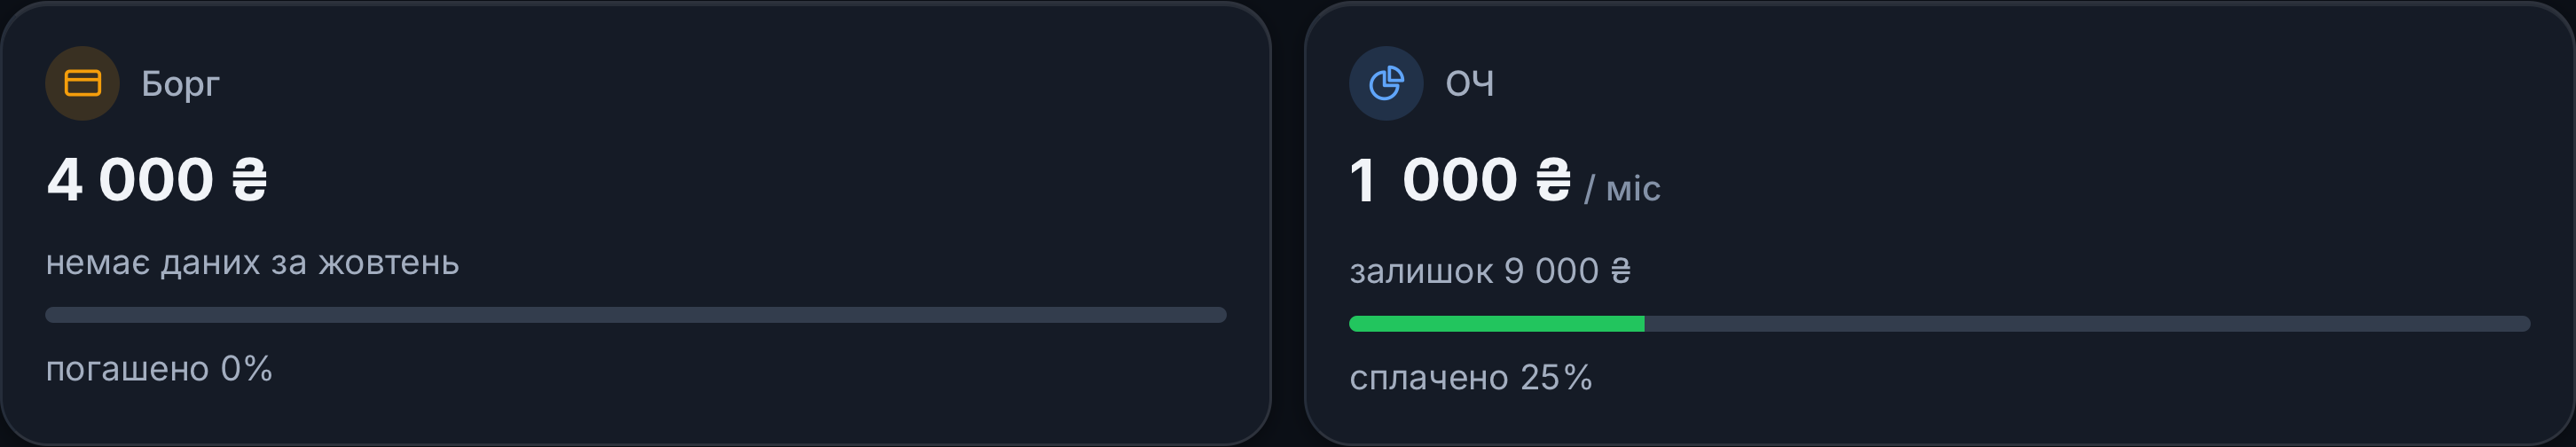 Борг
4 000 ₴
немає даних за жовтень
погашено 0%
ОЧ
1 000 ₴ / міс
залишок 9 000 ₴
сплачено 25%